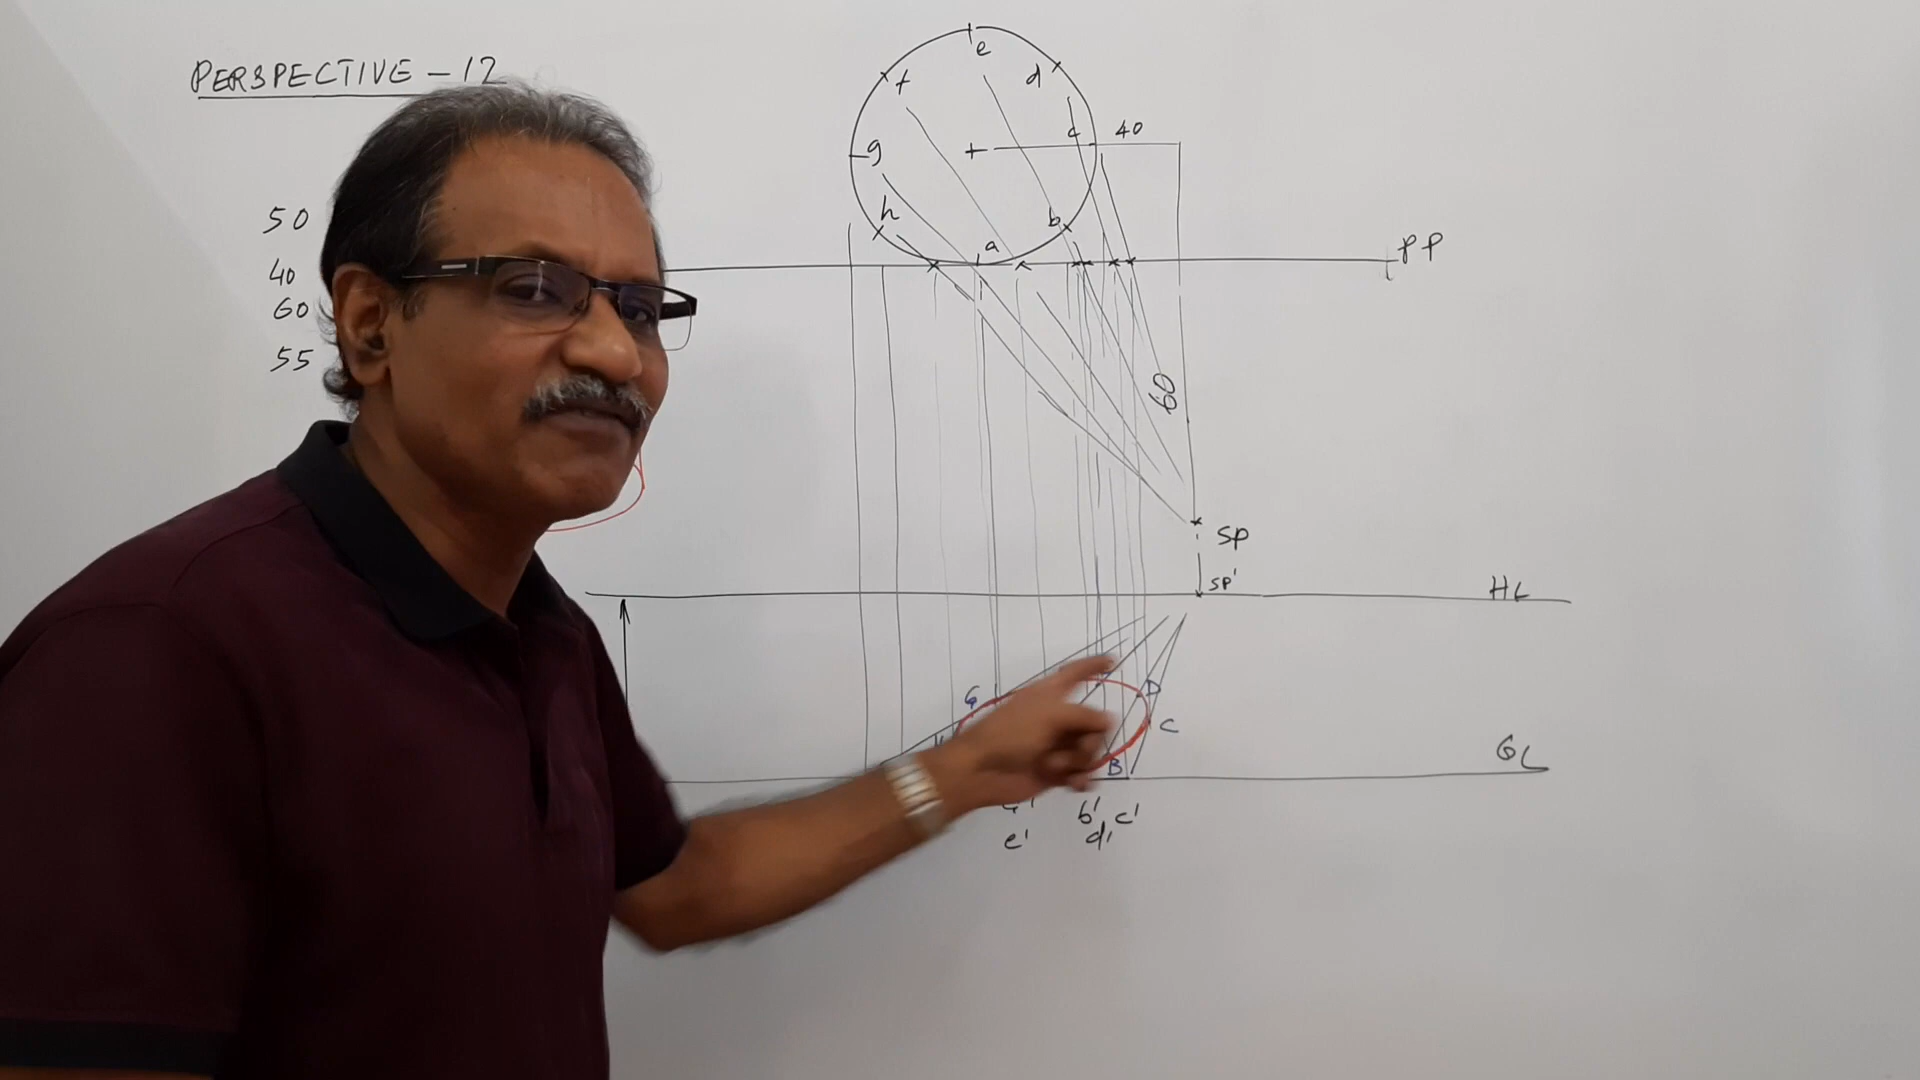 PERSPECTIVE - 12
e
f
d
g
c
40
h
b
a
PP
50
40
60
55
60
SP
SP'
HL
G
D
C
H
B
GL
a'
b'
c'
e'
d'